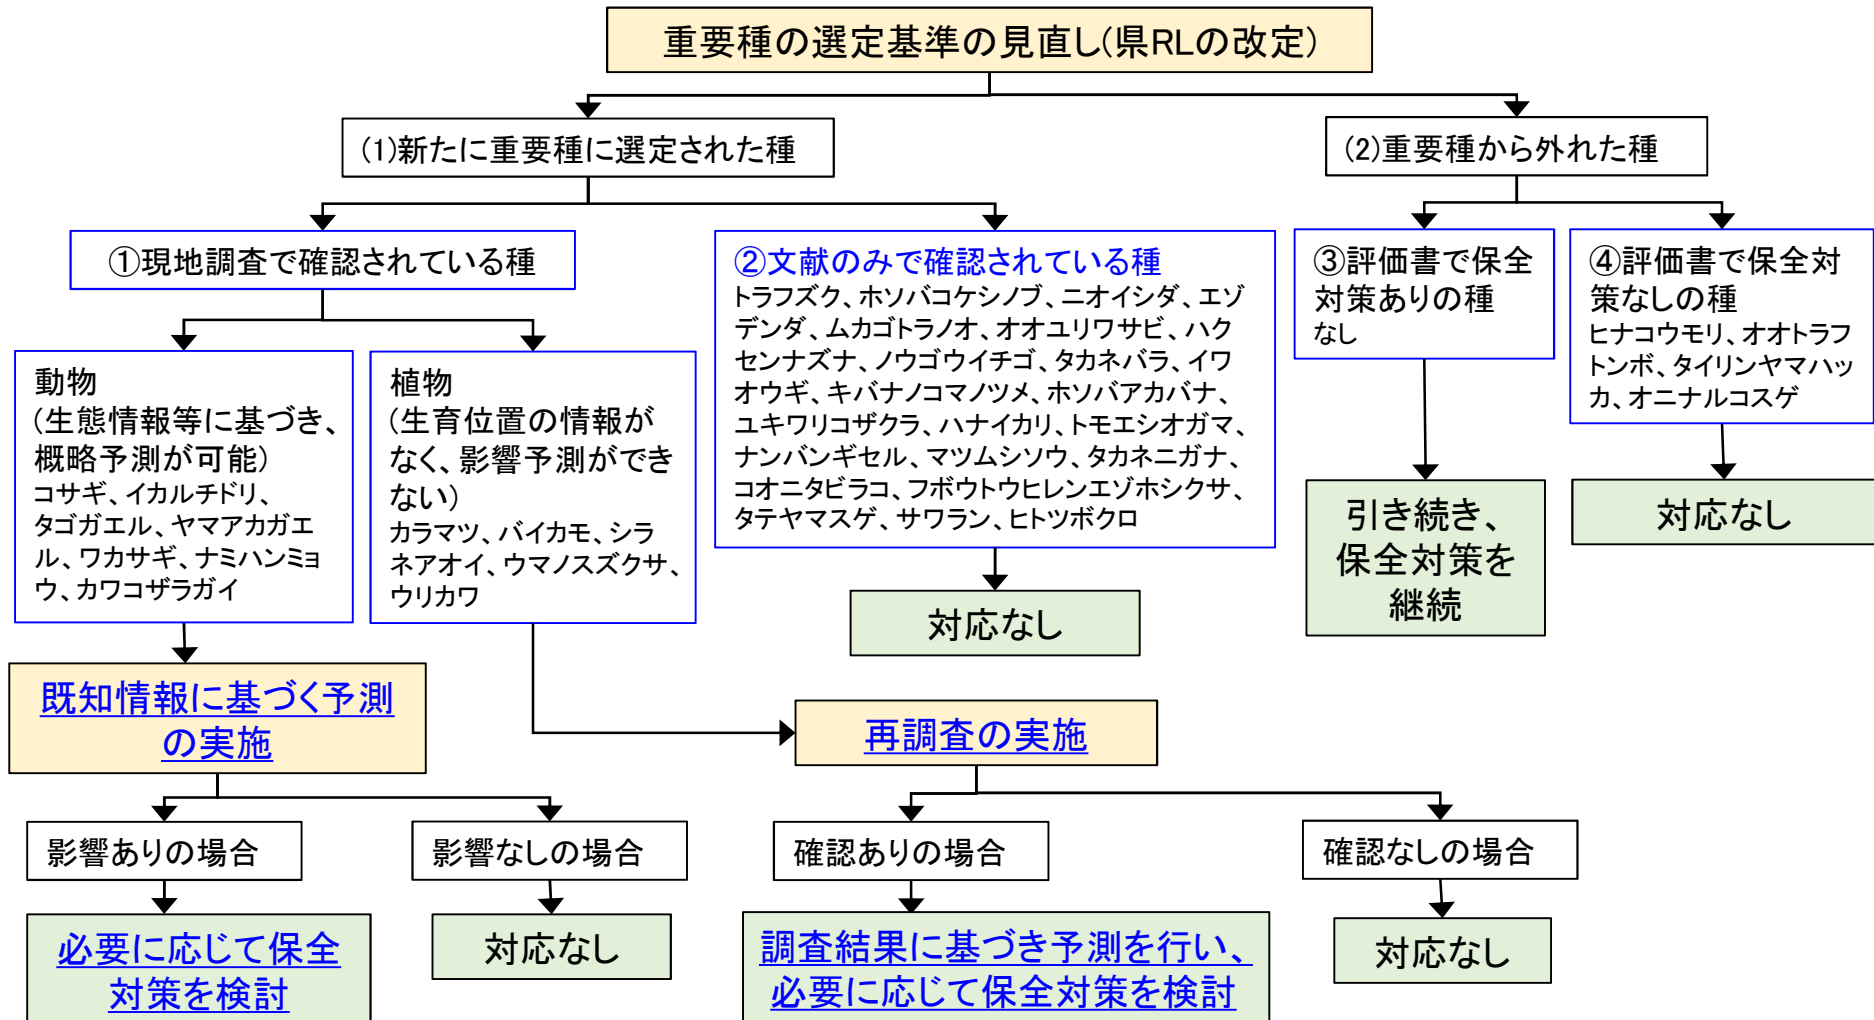 重要種の選定基準の見直し(県RLの改定)
(1)新たに重要種に選定された種
(2)重要種から外れた種
①現地調査で確認されている種
②文献のみで確認されている種
トラフズク、ホソバコケシノブ、ニオイシダ、エゾ
デンダ、ムカゴトラノオ、オオユリワサビ、ハク
センナズナ、ノウゴウイチゴ、タカネバラ、イワ
オウギ、キバナノコマノツメ、ホソバアカバナ、
ユキワリコザクラ、ハナイカリ、トモエシオガマ、
ナンバンギセル、マツムシソウ、タカネニガナ、
コオニタビラコ、フボウトウヒレンエゾホシクサ、
タテヤマスゲ、サワラン、ヒトツボクロ
③評価書で保全
対策ありの種
なし
④評価書で保全対
策なしの種
ヒナコウモリ、オオトラフ
トンボ、タイリンヤマハッ
カ、オニナルコスゲ
動物
(生態情報等に基づき、
概略予測が可能)
コサギ、イカルチドリ、
タゴガエル、ヤマアカガエ
ル、ワカサギ、ナミハンミョ
ウ、カワコザラガイ
植物
(生育位置の情報が
なく、影響予測ができ
ない)
カラマツ、バイカモ、シラ
ネアオイ、ウマノスズクサ、
ウリカワ
対応なし
引き続き、
保全対策を
継続
対応なし
既知情報に基づく予測
の実施
再調査の実施
影響ありの場合
影響なしの場合
確認ありの場合
確認なしの場合
必要に応じて保全
対策を検討
対応なし
調査結果に基づき予測を行い、
必要に応じて保全対策を検討
対応なし